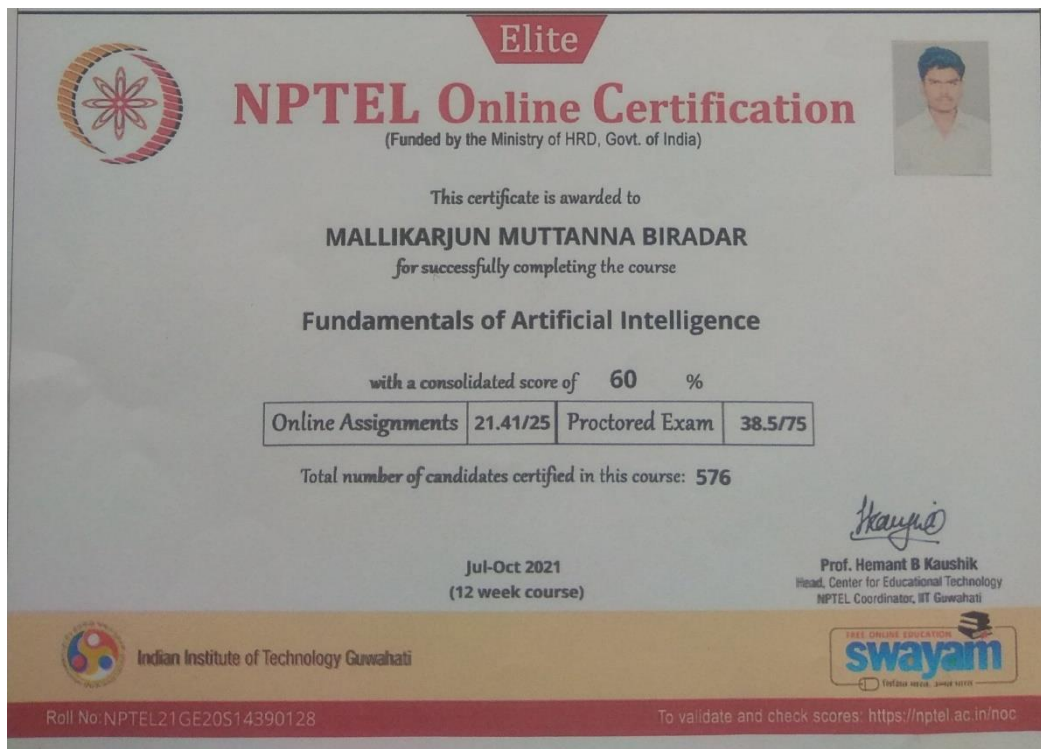 Elite
NPTEL Online Certification
(Funded by the Ministry of HRD, Govt. of India)
This certificate is awarded to
MALLIKARJUN MUTTANNA BIRADAR
for successfully completing the course
Fundamentals of Artificial Intelligence
with a consolidated score of 60 %
Online Assignments 21.41/25 Proctored Exam 38.5/75
Total number of candidates certified in this course: 576
Jul-Oct 2021
(12 week course)
Prof. Hemant B Kaushik
Head, Center for Educational Technology
NPTEL Coordinator, IIT Guwahati
Indian Institute of Technology Guwahati
FREE ONLINE EDUCATION
swayam
Roll No:NPTEL21GE20S14390128
To validate and check scores: https://nptel.ac.in/noc